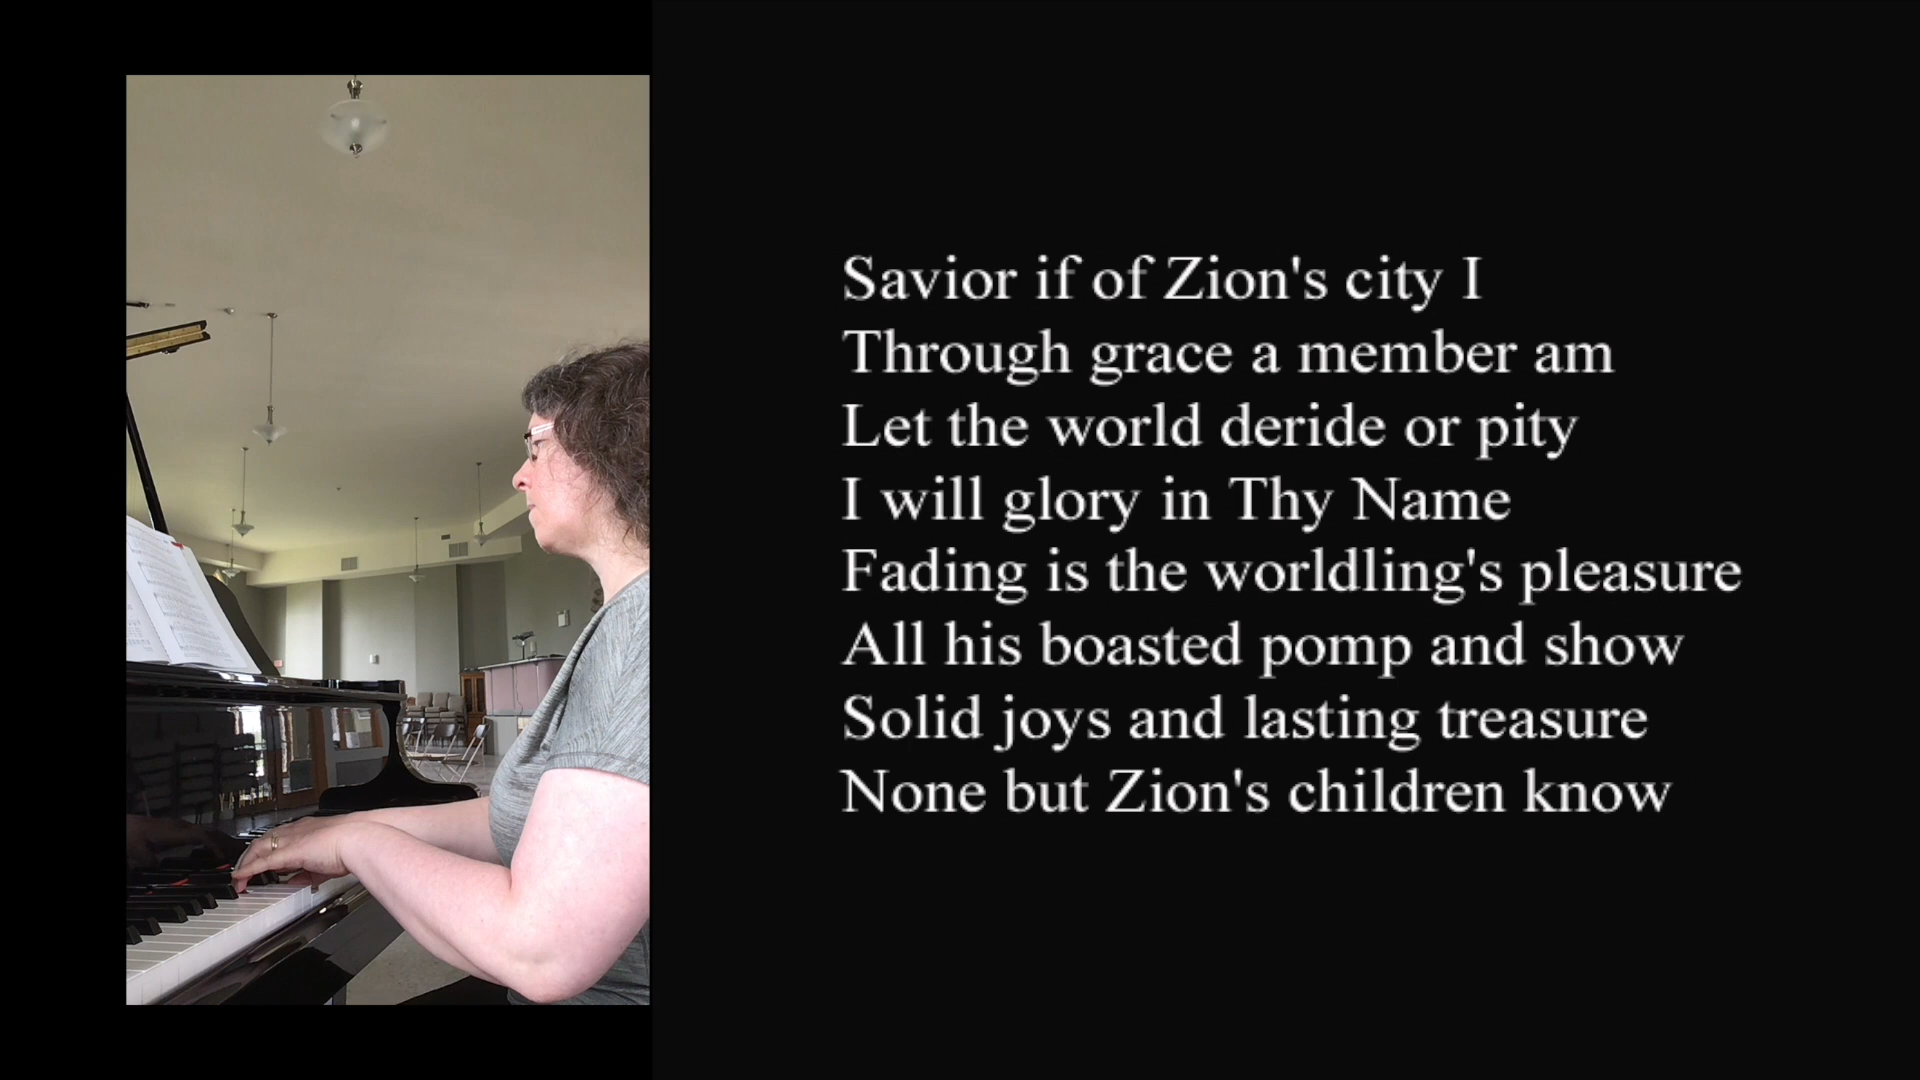 Savior if of Zion's city I
Through grace a member am
Let the world deride or pity
I will glory in Thy Name
Fading is the worldling's pleasure
All his boasted pomp and show
Solid joys and lasting treasure
None but Zion's children know